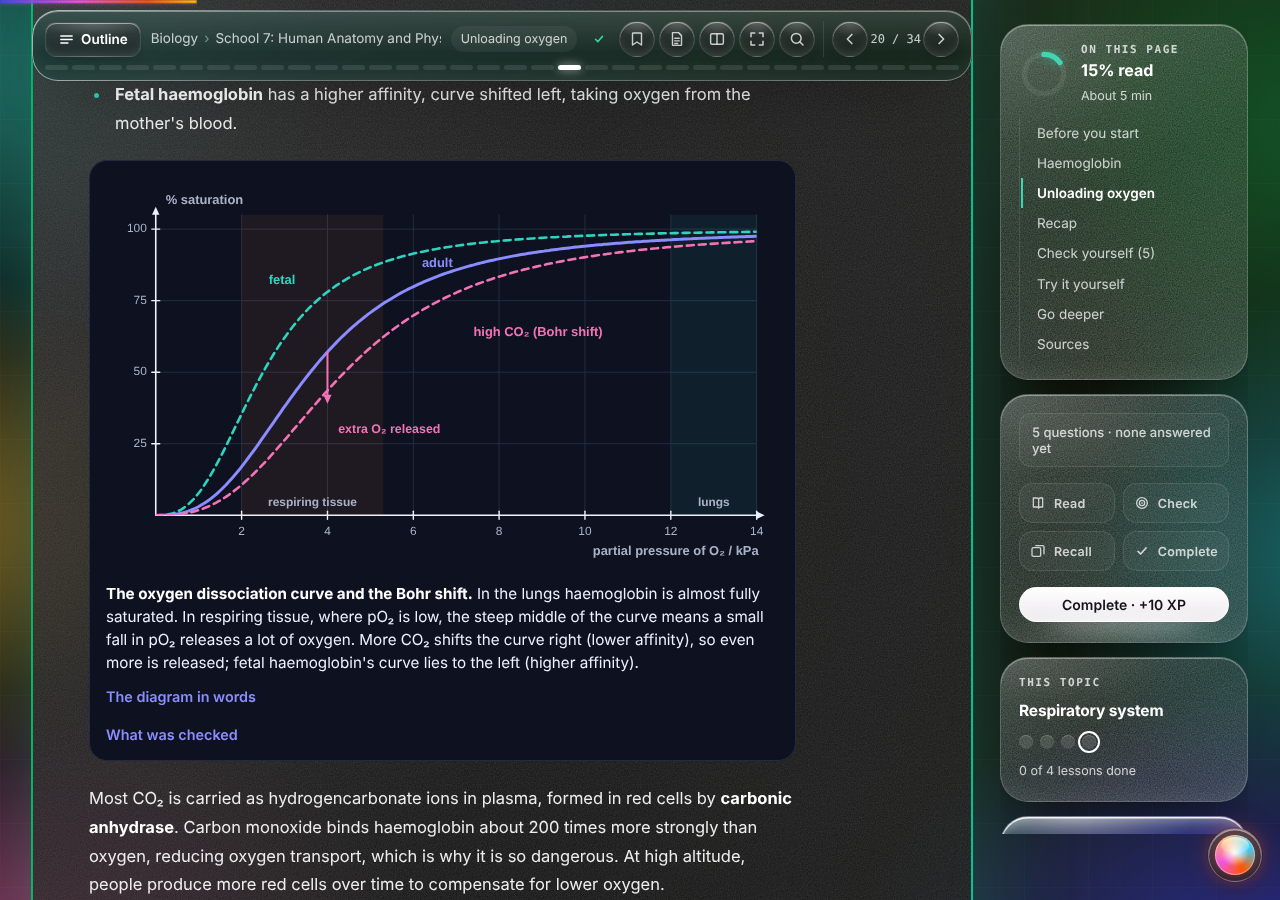 Outline
Biology › School 7: Human Anatomy and Phys
Unloading oxygen
20 / 34
Fetal haemoglobin has a higher affinity, curve shifted left, taking oxygen from the
mother's blood.
% saturation
100
75
50
25
fetal
adult
high CO₂ (Bohr shift)
extra O₂ released
respiring tissue
lungs
2 4 6 8 10 12 14
partial pressure of O₂ / kPa
The oxygen dissociation curve and the Bohr shift. In the lungs haemoglobin is almost fully
saturated. In respiring tissue, where pO₂ is low, the steep middle of the curve means a small
fall in pO₂ releases a lot of oxygen. More CO₂ shifts the curve right (lower affinity), so even
more is released; fetal haemoglobin's curve lies to the left (higher affinity).
The diagram in words
What was checked
Most CO₂ is carried as hydrogencarbonate ions in plasma, formed in red cells by carbonic
anhydrase. Carbon monoxide binds haemoglobin about 200 times more strongly than
oxygen, reducing oxygen transport, which is why it is so dangerous. At high altitude,
people produce more red cells over time to compensate for lower oxygen.
ON THIS PAGE
15% read
About 5 min
Before you start
Haemoglobin
Unloading oxygen
Recap
Check yourself (5)
Try it yourself
Go deeper
Sources
5 questions · none answered
yet
Read
Check
Recall
Complete
Complete · +10 XP
THIS TOPIC
Respiratory system
0 of 4 lessons done